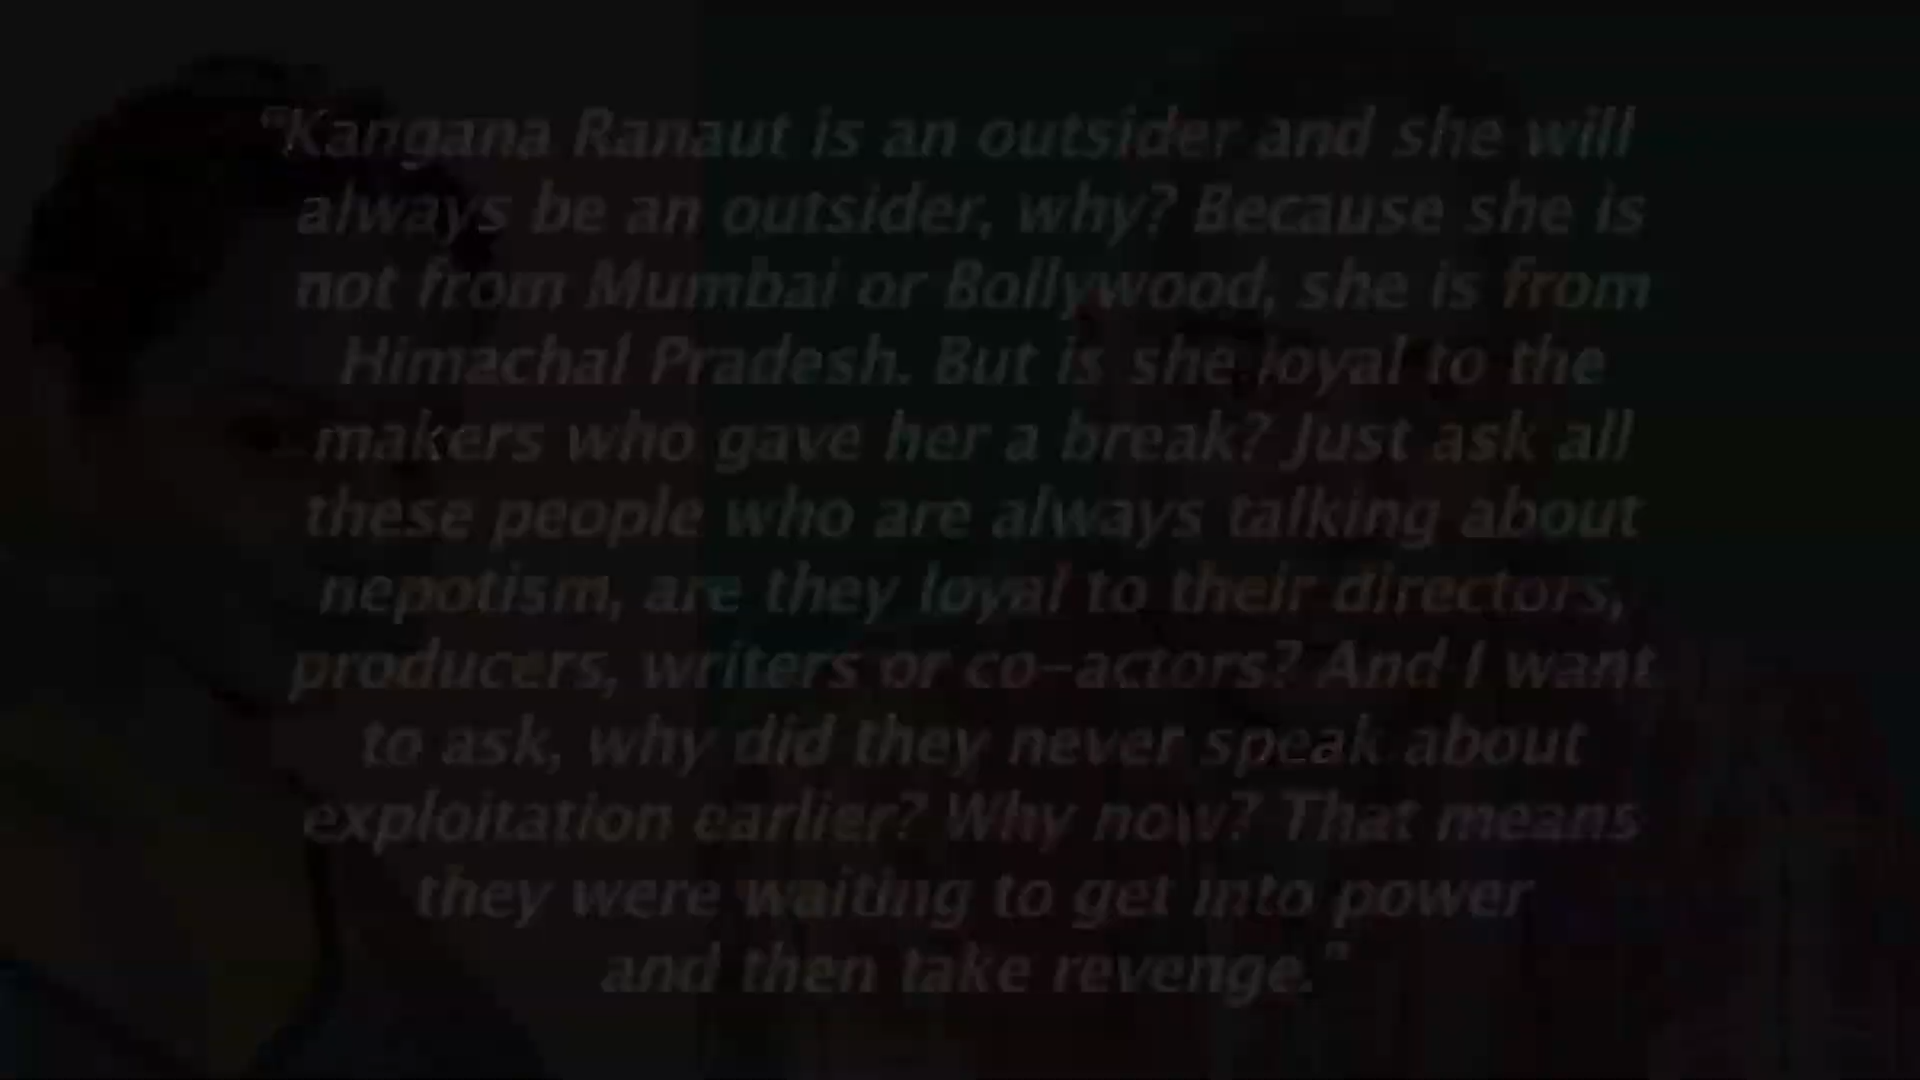 "Kangana Ranaut is an outsider and she will
always be an outsider, why? Because she is
not from Mumbai or Bollywood, she is from
Himachal Pradesh. But is she loyal to the
makers who gave her a break? Just ask all
these people who are always talking about
nepotism, are they loyal to their directors,
producers, writers or co-actors? And I want
to ask, why did they never speak about
exploitation earlier? Why now? That means
they were waiting to get into power
and then take revenge."